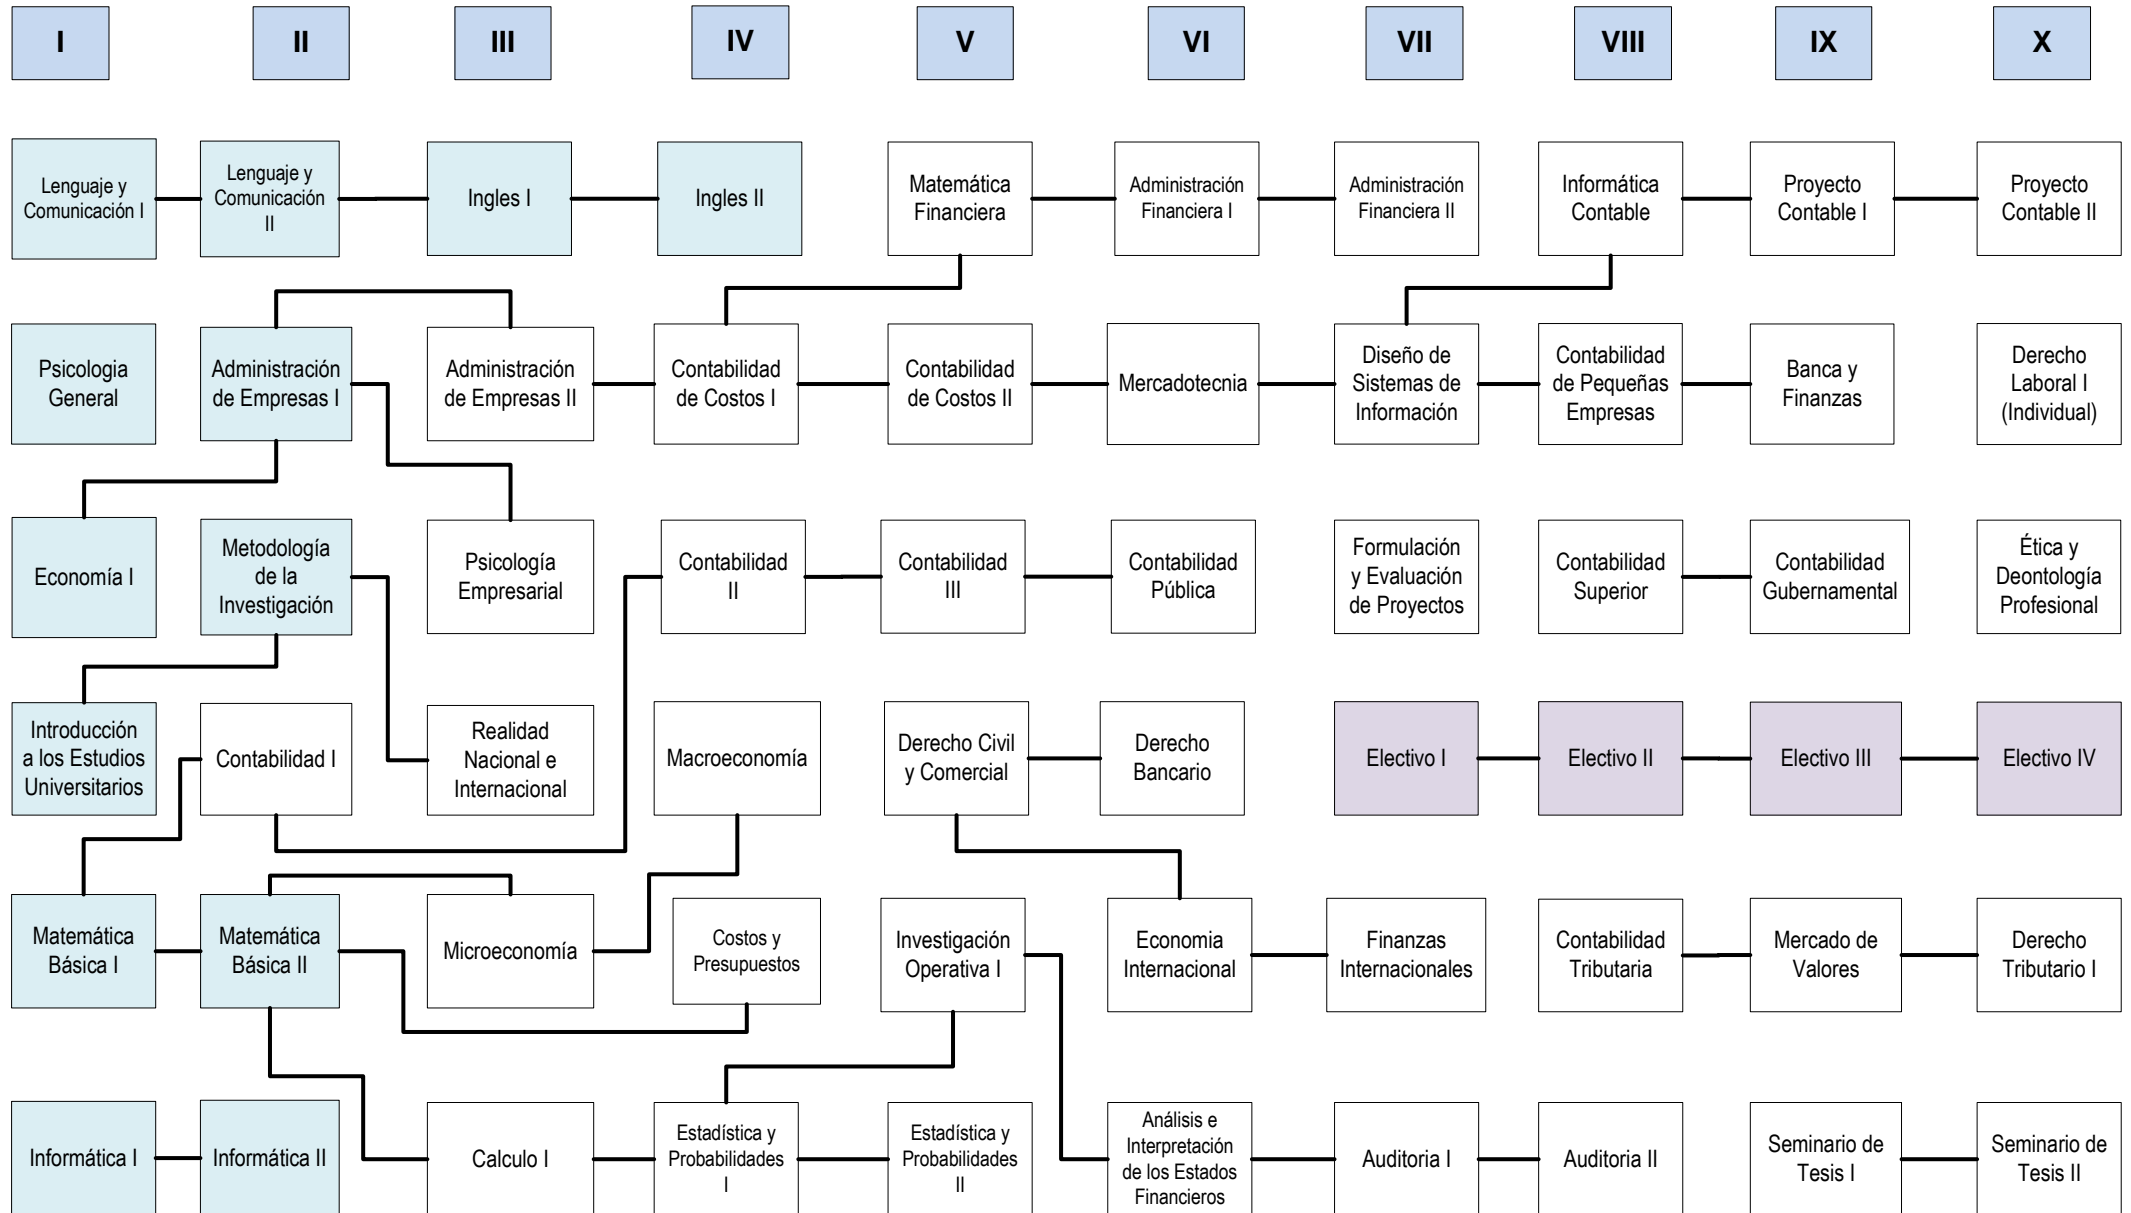 I
II
III
IV
V
VI
VII
VIII
IX
X
Lenguaje y
Comunicación I
Lenguaje y
Comunicación
II
Ingles I
Ingles II
Matemática
Financiera
Administración
Financiera I
Administración
Financiera II
Informática
Contable
Proyecto
Contable I
Proyecto
Contable II
Psicologia
General
Administración
de Empresas I
Administración
de Empresas II
Contabilidad
de Costos I
Contabilidad
de Costos II
Mercadotecnia
Diseño de
Sistemas de
Información
Contabilidad
de Pequeñas
Empresas
Banca y
Finanzas
Derecho
Laboral I
(Individual)
Economía I
Metodología
de la
Investigación
Psicología
Empresarial
Contabilidad
II
Contabilidad
III
Contabilidad
Pública
Formulación
y Evaluación
de Proyectos
Contabilidad
Superior
Contabilidad
Gubernamental
Ética y
Deontología
Profesional
Introducción
a los Estudios
Universitarios
Contabilidad I
Realidad
Nacional e
Internacional
Macroeconomía
Derecho Civil
y Comercial
Derecho
Bancario
Electivo I
Electivo II
Electivo III
Electivo IV
Matemática
Básica I
Matemática
Básica II
Microeconomía
Costos y
Presupuestos
Investigación
Operativa I
Economia
Internacional
Finanzas
Internacionales
Contabilidad
Tributaria
Mercado de
Valores
Derecho
Tributario I
Informática I
Informática II
Calculo I
Estadística y
Probabilidades
I
Estadística y
Probabilidades
II
Análisis e
Interpretación
de los Estados
Financieros
Auditoria I
Auditoria II
Seminario de
Tesis I
Seminario de
Tesis II